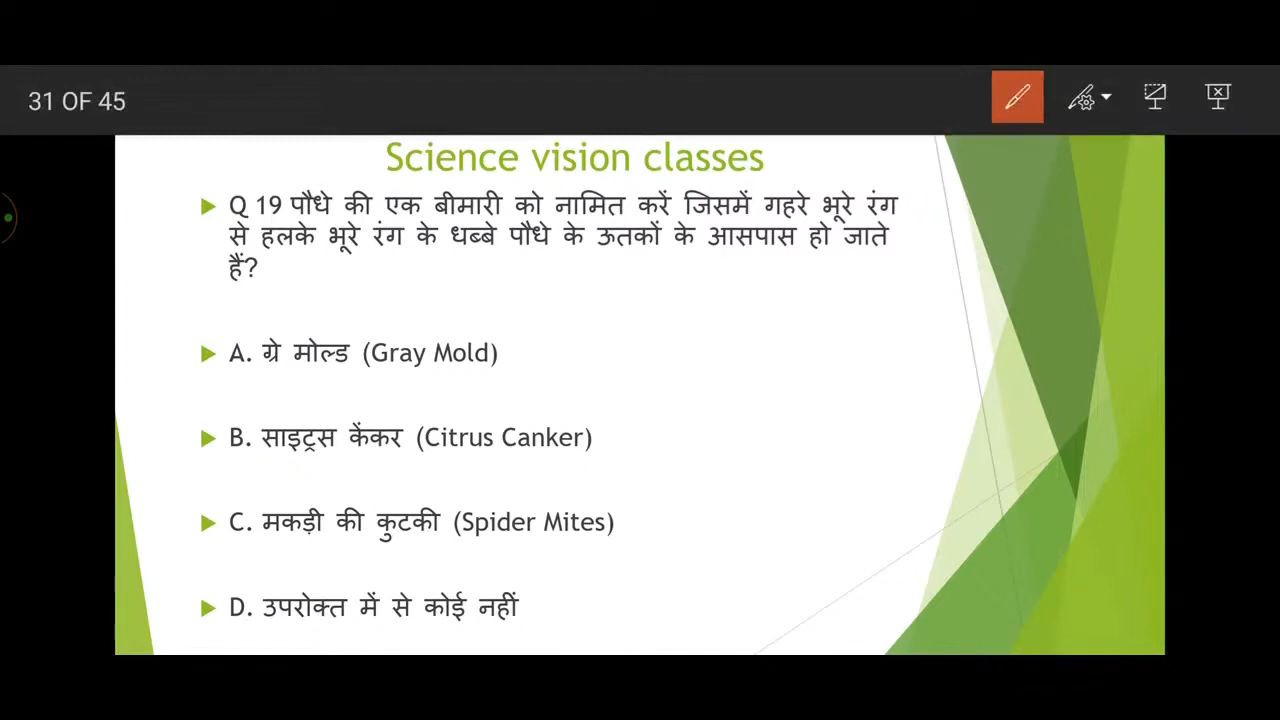 31 OF 45
Science vision classes
Q 19 पौधे की एक बीमारी को नामित करें जिसमें गहरे भूरे रंग
से हलके भूरे रंग के धब्बे पौधे के ऊतकों के आसपास हो जाते
हैं?
A. ग्रे मोल्ड (Gray Mold)
B. साइट्रस केंकर (Citrus Canker)
C. मकड़ी की कुटकी (Spider Mites)
D. उपरोक्त में से कोई नहीं